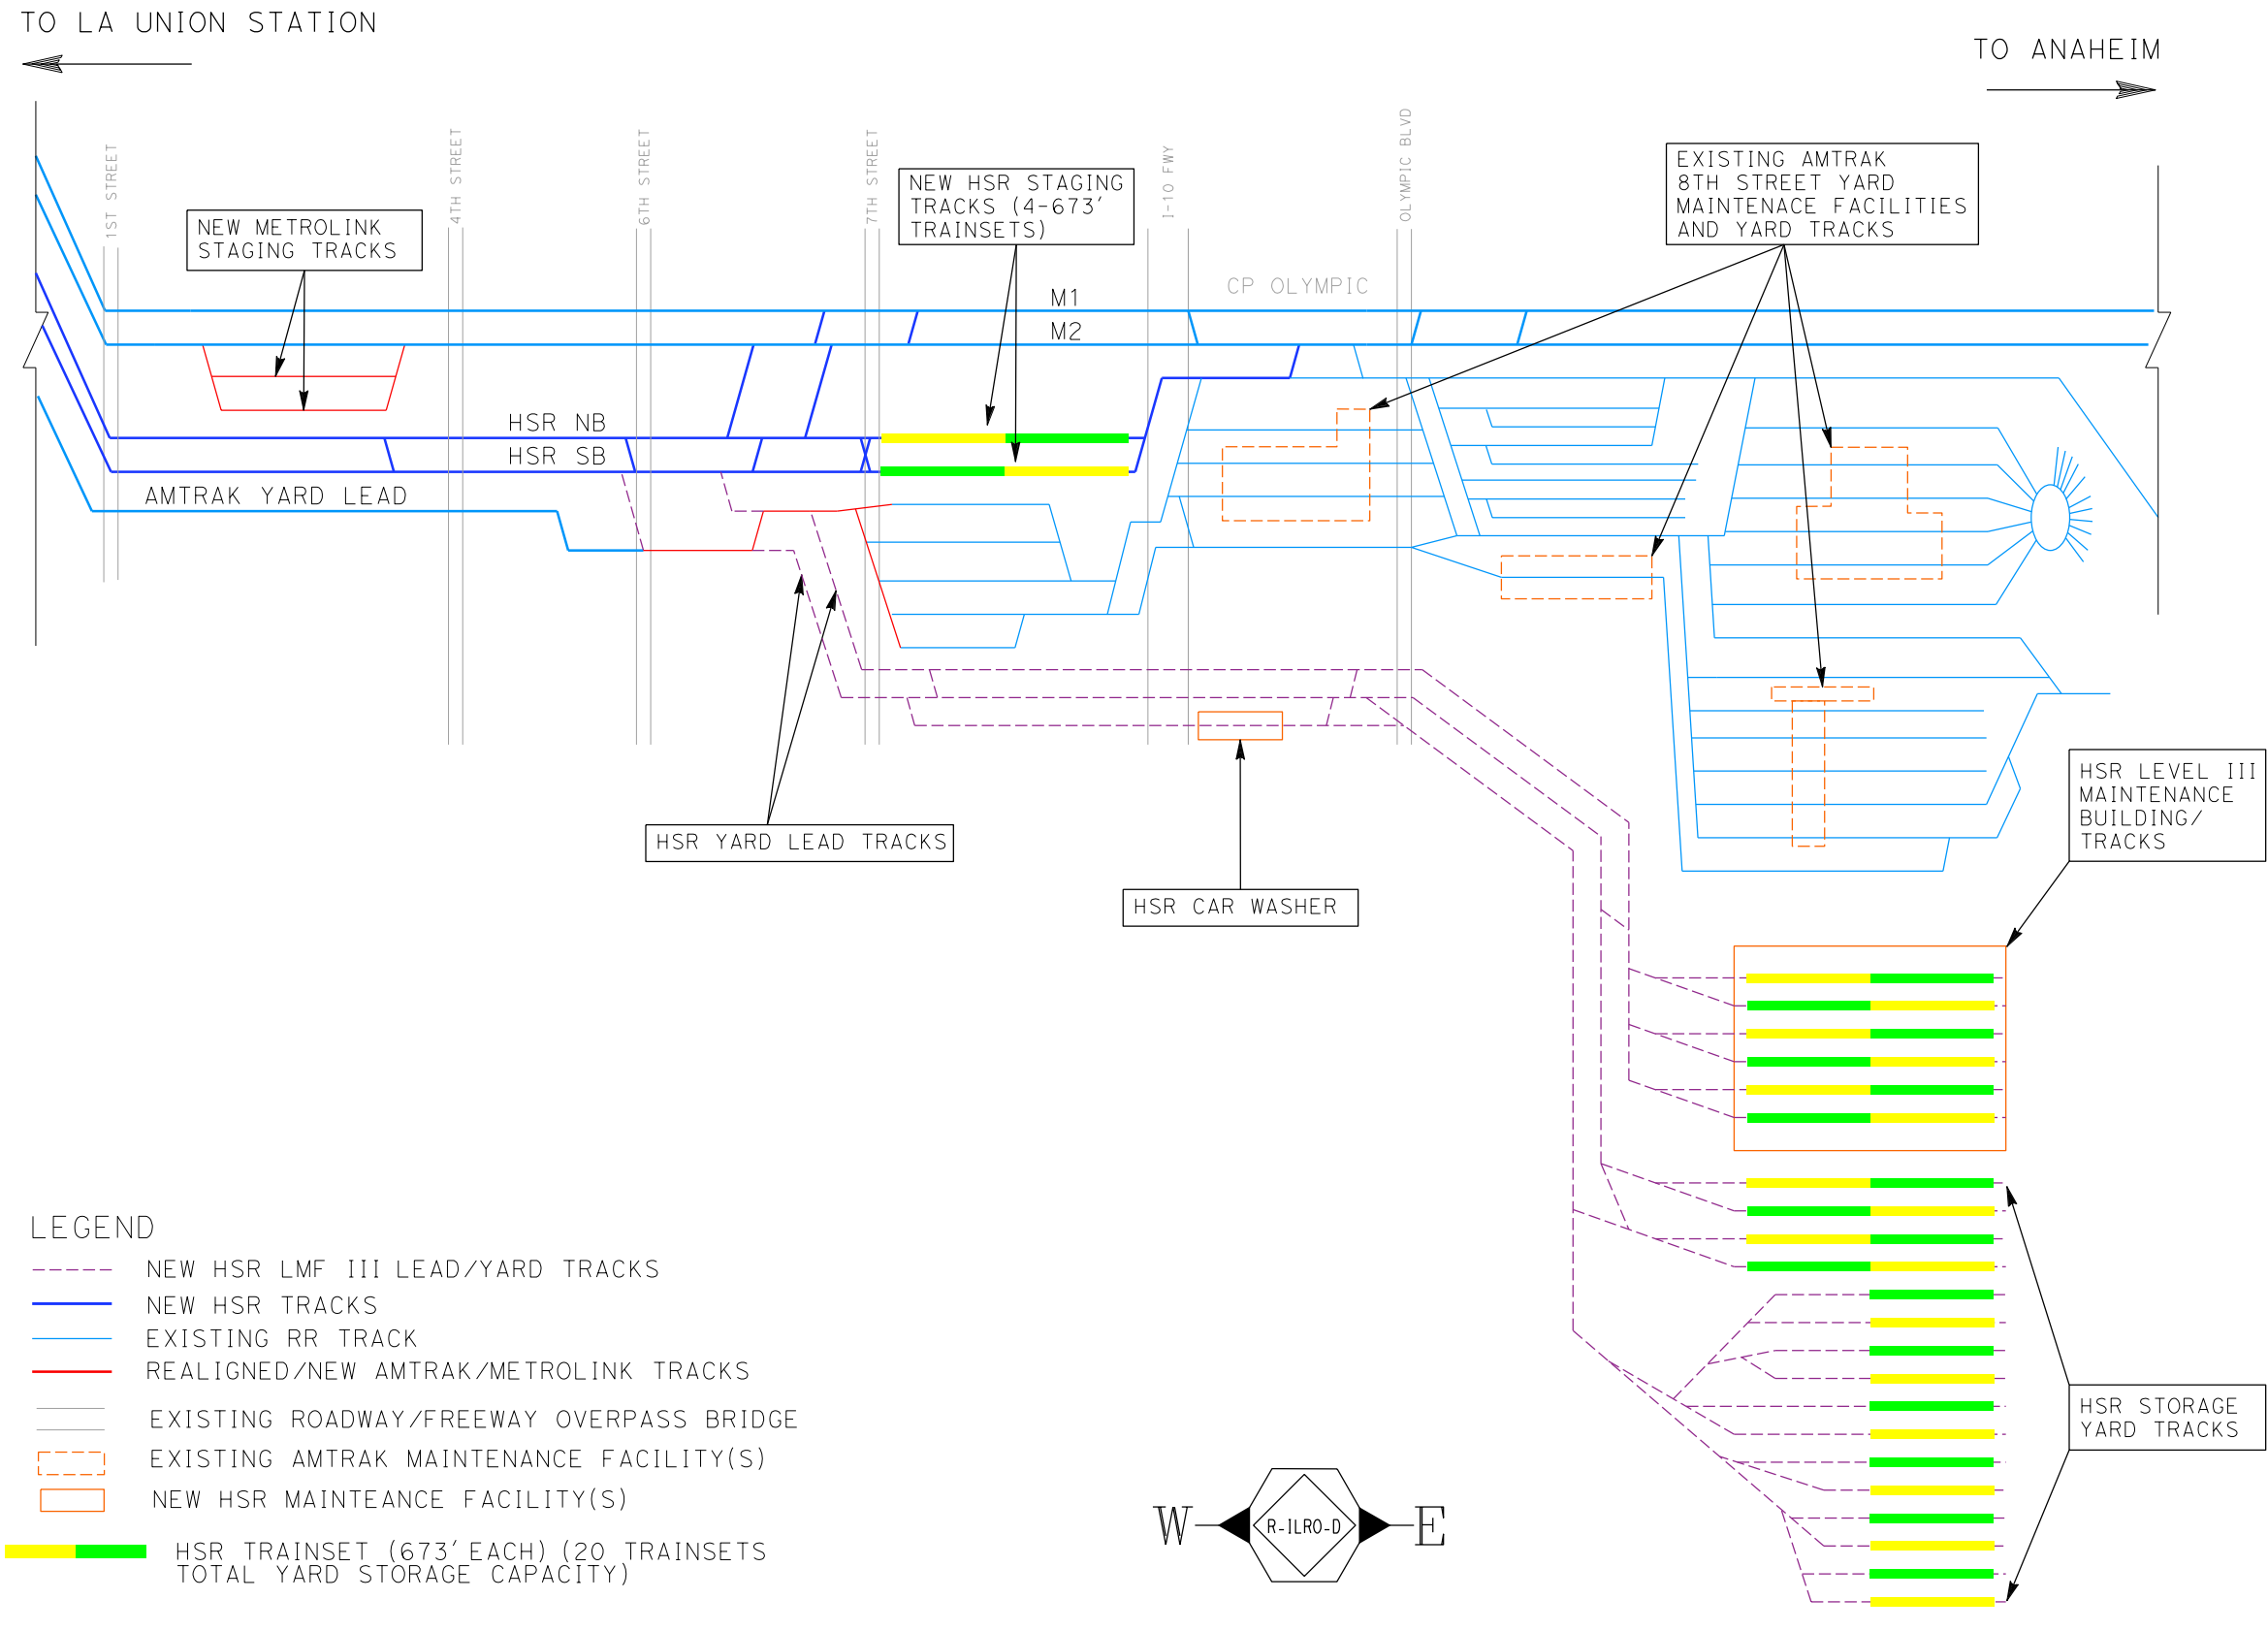 TO LA UNION STATION
TO ANAHEIM
1ST STREET
4TH STREET
6TH STREET
7TH STREET
I-10 FWY
OLYMPIC BLVD
NEW METROLINK
STAGING TRACKS
NEW HSR STAGING
TRACKS (4-673'
TRAINSETS)
EXISTING AMTRAK
8TH STREET YARD
MAINTENACE FACILITIES
AND YARD TRACKS
CP OLYMPIC
M1
M2
HSR NB
HSR SB
AMTRAK YARD LEAD
HSR YARD LEAD TRACKS
HSR CAR WASHER
HSR LEVEL III
MAINTENANCE
BUILDING/
TRACKS
HSR STORAGE
YARD TRACKS
LEGEND
NEW HSR LMF III LEAD/YARD TRACKS
NEW HSR TRACKS
EXISTING RR TRACK
REALIGNED/NEW AMTRAK/METROLINK TRACKS
EXISTING ROADWAY/FREEWAY OVERPASS BRIDGE
EXISTING AMTRAK MAINTENANCE FACILITY(S)
NEW HSR MAINTEANCE FACILITY(S)
HSR TRAINSET (673' EACH) (20 TRAINSETS
TOTAL YARD STORAGE CAPACITY)
W R-ILRO-D E